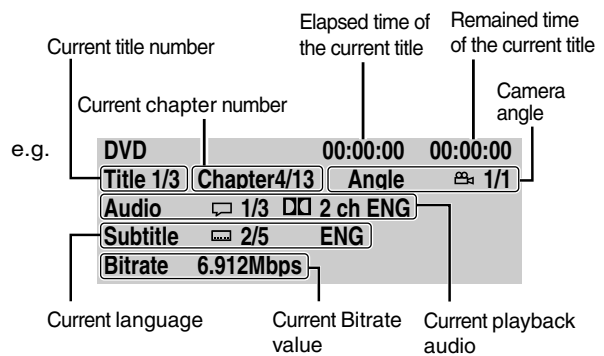 Elapsed time of
the current title
Remained time
of the current title
Current title number
Camera
angle
Current chapter number
e.g.
DVD 00:00:00 00:00:00
Title 1/3 Chapter4/13 Angle 1/1
Audio 1/3 2 ch ENG
Subtitle 2/5 ENG
Bitrate 6.912Mbps
Current language
Current Bitrate
value
Current playback
audio